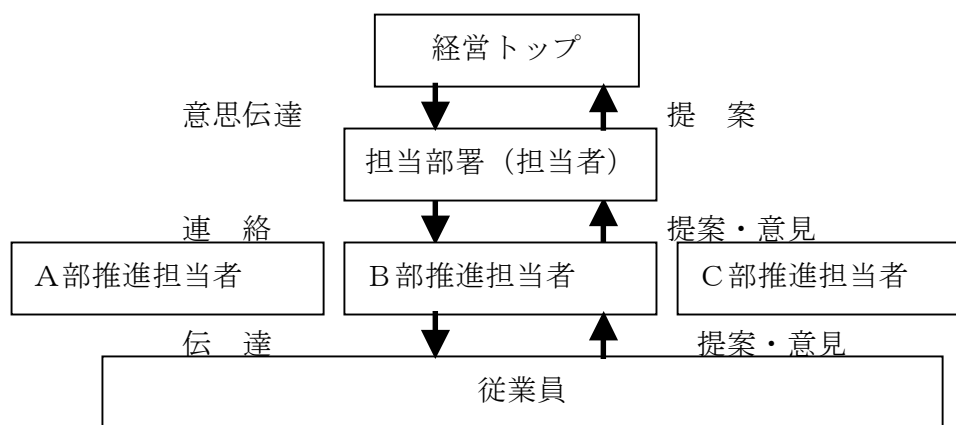 経営トップ
意思伝達
提　案
担当部署（担当者）
連　絡
提案・意見
Ａ部推進担当者
Ｂ部推進担当者
Ｃ部推進担当者
伝　達
提案・意見
従業員